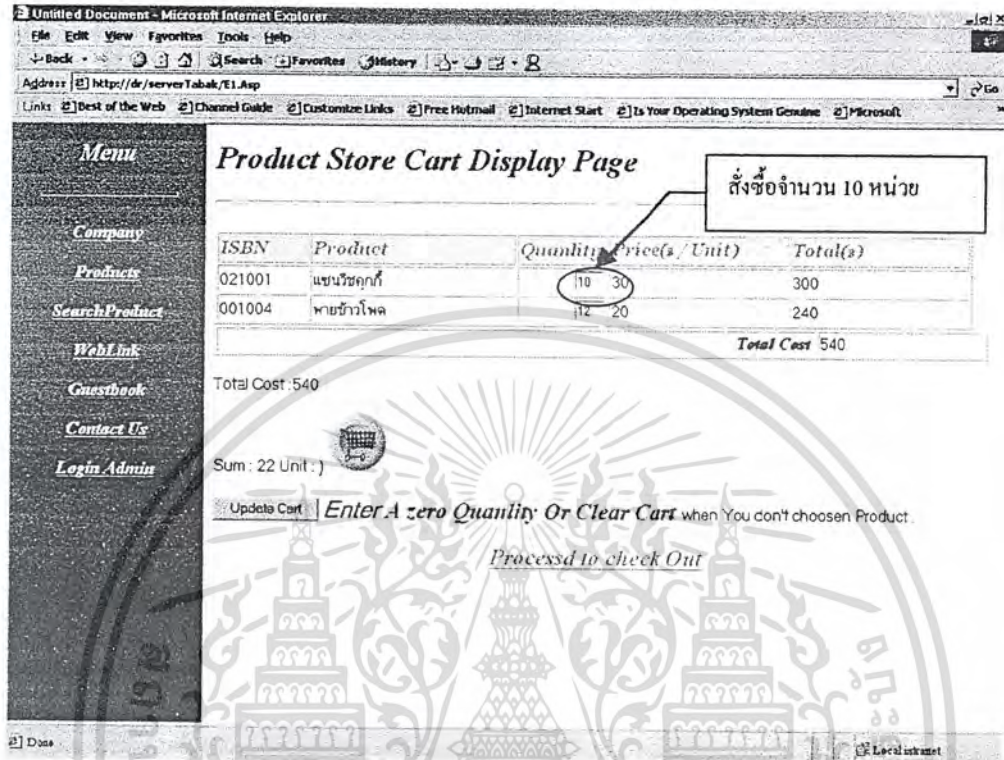 Untitled Document - Microsoft Internet Explorer
File Edit View Favorites Tools Help
Back Search Favorites History
Address http://dr/serverTabak/E1.Asp Go
Links Best of the Web Channel Guide Customize Links Free Hotmail Internet Start Is Your Operating System Genuine Microsoft
Menu
Company
Products
SearchProduct
WebLink
Guestbook
Contact Us
Login Admin
Product Store Cart Display Page
สั่งซื้อจำนวน 10 หน่วย
ISBN Product Quantity Price(s/Unit) Total(s)
021001 แซนวิชคุกกี้ 10 30 300
001004 พายข้าวโพด 12 20 240
Total Cost 540
Total Cost :540
Sum : 22 Unit : )
Update Cart Enter A zero Quantity Or Clear Cart when You don't choosen Product.
Processd to check Out
Done
Local intranet